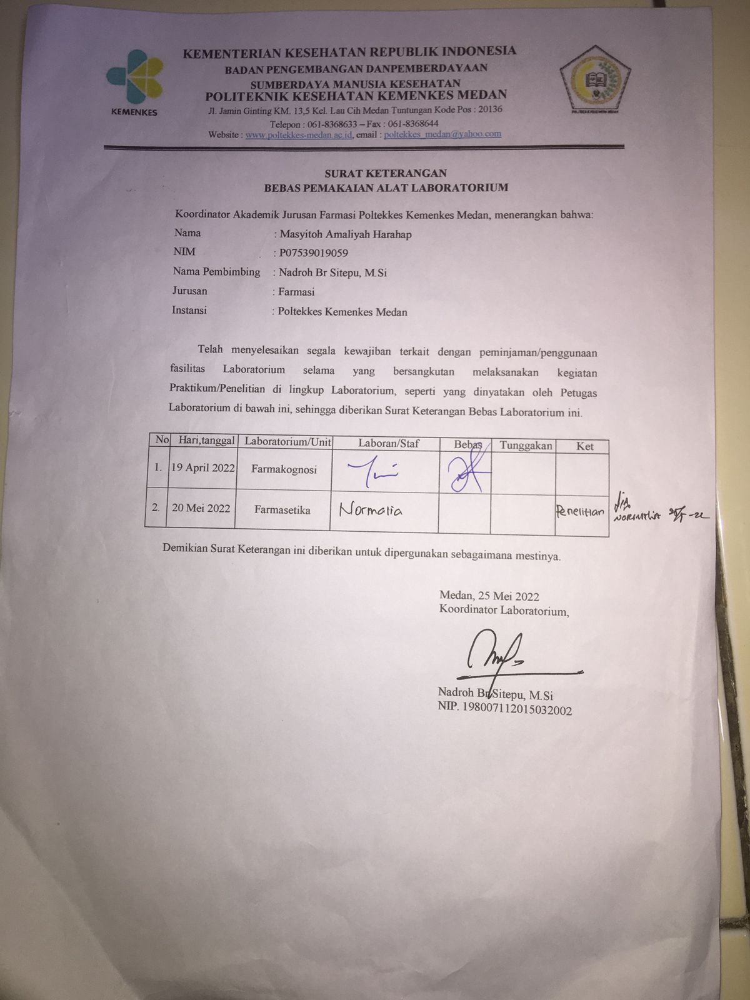 KEMENTERIAN KESEHATAN REPUBLIK INDONESIA
BADAN PENGEMBANGAN DANPEMBERDAYAAN
SUMBERDAYA MANUSIA KESEHATAN
POLITEKNIK KESEHATAN KEMENKES MEDAN
KEMENKES
Jl. Jamin Ginting KM. 13,5 Kel. Lau Cih Medan Tuntungan Kode Pos : 20136
Telepon : 061-8368633 – Fax : 061-8368644
Website : www.poltekkes-medan.ac.id, email : poltekkes_medan@yahoo.com
SURAT KETERANGAN
BEBAS PEMAKAIAN ALAT LABORATORIUM
Koordinator Akademik Jurusan Farmasi Poltekkes Kemenkes Medan, menerangkan bahwa:
Nama : Masyitoh Amaliyah Harahap
NIM : P07539019059
Nama Pembimbing : Nadroh Br Sitepu, M.Si
Jurusan : Farmasi
Instansi : Poltekkes Kemenkes Medan
Telah menyelesaikan segala kewajiban terkait dengan peminjaman/penggunaan
fasilitas Laboratorium selama yang bersangkutan melaksanakan kegiatan
Praktikum/Penelitian di lingkup Laboratorium, seperti yang dinyatakan oleh Petugas
Laboratorium di bawah ini, sehingga diberikan Surat Keterangan Bebas Laboratorium ini.
No Hari,tanggal Laboratorium/Unit Laboran/Staf Bebas Tunggakan Ket
1. 19 April 2022 Farmakognosi
2. 20 Mei 2022 Farmasetika Normalia Penelitian NORMALIA
Demikian Surat Keterangan ini diberikan untuk dipergunakan sebagaimana mestinya.
Medan, 25 Mei 2022
Koordinator Laboratorium,
Nadroh Br Sitepu, M.Si
NIP. 198007112015032002